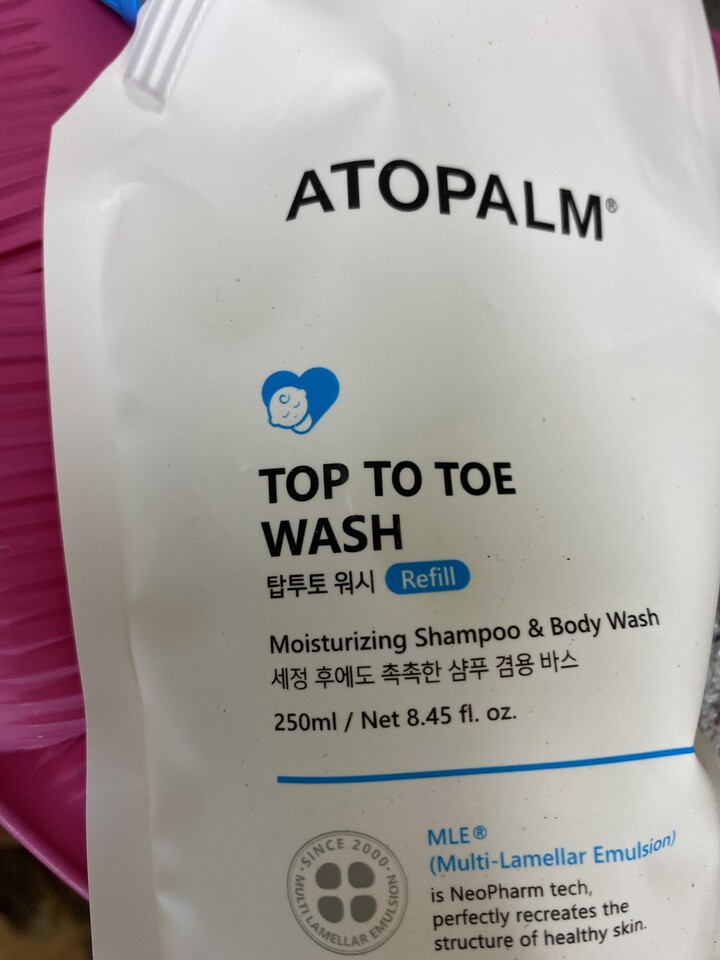 ATOPALM®
TOP TO TOE
WASH
탑투토 워시 Refill
Moisturizing Shampoo & Body Wash
세정 후에도 촉촉한 샴푸 겸용 바스
250ml / Net 8.45 fl. oz.
MLE®
(Multi-Lamellar Emulsion)
is NeoPharm tech,
perfectly recreates the
structure of healthy skin.
·SINCE 2000·
MULTI LAMELLAR EMULSION